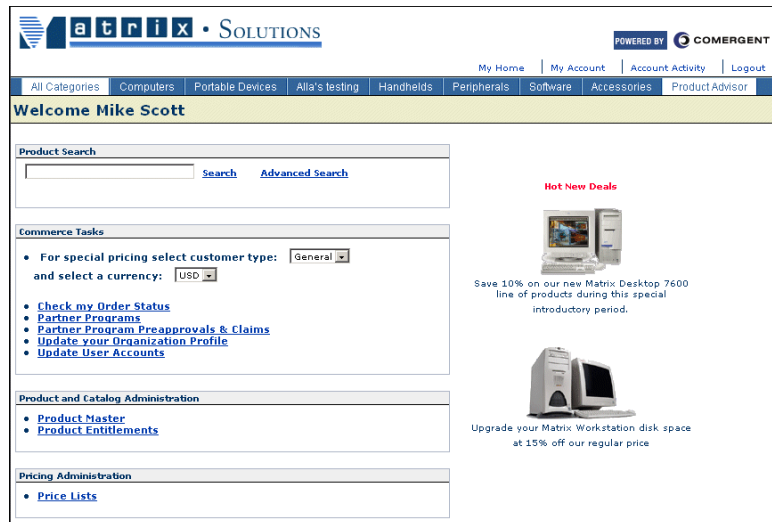 atrix • SOLUTIONS
POWERED BY COMERGENT
My Home | My Account | Account Activity | Logout
All Categories Computers Portable Devices Alla's testing Handhelds Peripherals Software Accessories Product Advisor
Welcome Mike Scott
Product Search
Search Advanced Search
Hot New Deals
Commerce Tasks
• For special pricing select customer type: General
and select a currency: USD
• Check my Order Status
• Partner Programs
• Partner Program Preapprovals & Claims
• Update your Organization Profile
• Update User Accounts
Save 10% on our new Matrix Desktop 7600
line of products during this special
introductory period.
Product and Catalog Administration
• Product Master
• Product Entitlements
Upgrade your Matrix Workstation disk space
at 15% off our regular price
Pricing Administration
• Price Lists